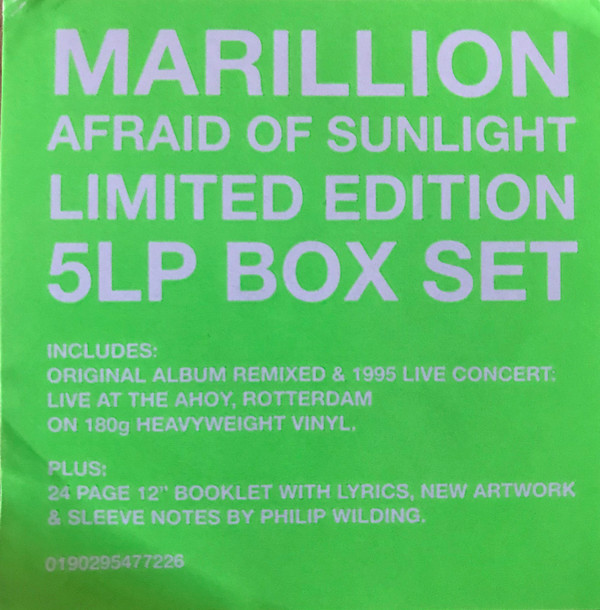 MARILLION
AFRAID OF SUNLIGHT
LIMITED EDITION
5LP BOX SET
INCLUDES:
ORIGINAL ALBUM REMIXED & 1995 LIVE CONCERT:
LIVE AT THE AHOY, ROTTERDAM
ON 180g HEAVYWEIGHT VINYL.
PLUS:
24 PAGE 12" BOOKLET WITH LYRICS, NEW ARTWORK
& SLEEVE NOTES BY PHILIP WILDING.
0190295477226